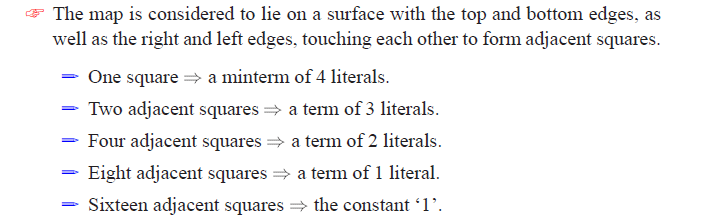 The map is considered to lie on a surface with the top and bottom edges, as
well as the right and left edges, touching each other to form adjacent squares.
One square ⇒ a minterm of 4 literals.
Two adjacent squares ⇒ a term of 3 literals.
Four adjacent squares ⇒ a term of 2 literals.
Eight adjacent squares ⇒ a term of 1 literal.
Sixteen adjacent squares ⇒ the constant ‘1’.